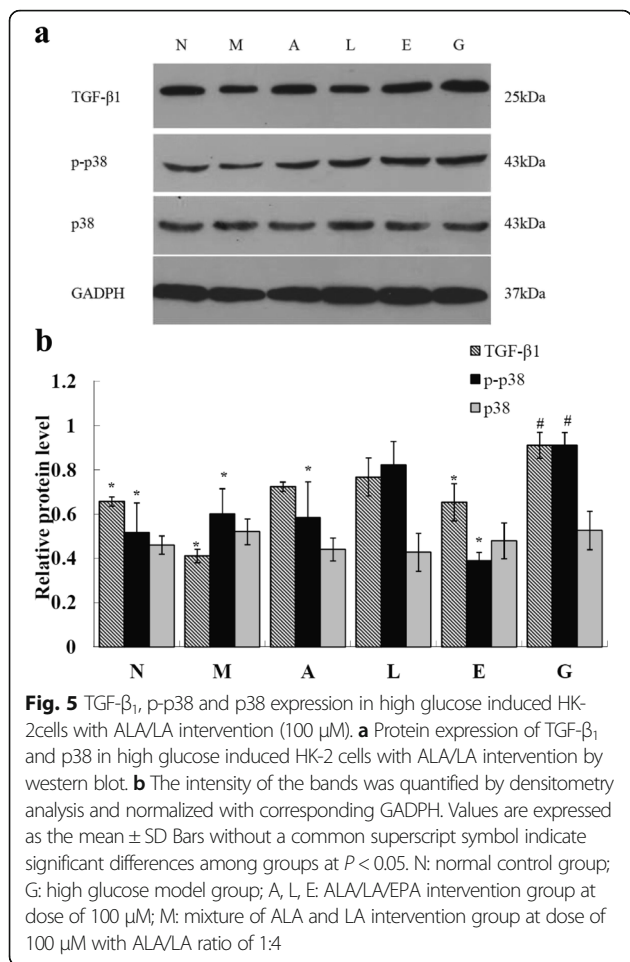 a
N M A L E G
TGF-β1 25kDa
p-p38 43kDa
p38 43kDa
GADPH 37kDa
b
TGF-β1
p-p38
p38
1.2
1
0.8
0.6
0.4
0.2
0
Relative protein level
* * * * * * * # #
N M A L E G
Fig. 5 TGF-β₁, p-p38 and p38 expression in high glucose induced HK-
2cells with ALA/LA intervention (100 μM). a Protein expression of TGF-β₁
and p38 in high glucose induced HK-2 cells with ALA/LA intervention by
western blot. b The intensity of the bands was quantified by densitometry
analysis and normalized with corresponding GADPH. Values are expressed
as the mean ± SD Bars without a common superscript symbol indicate
significant differences among groups at P < 0.05. N: normal control group;
G: high glucose model group; A, L, E: ALA/LA/EPA intervention group at
dose of 100 μM; M: mixture of ALA and LA intervention group at dose of
100 μM with ALA/LA ratio of 1:4